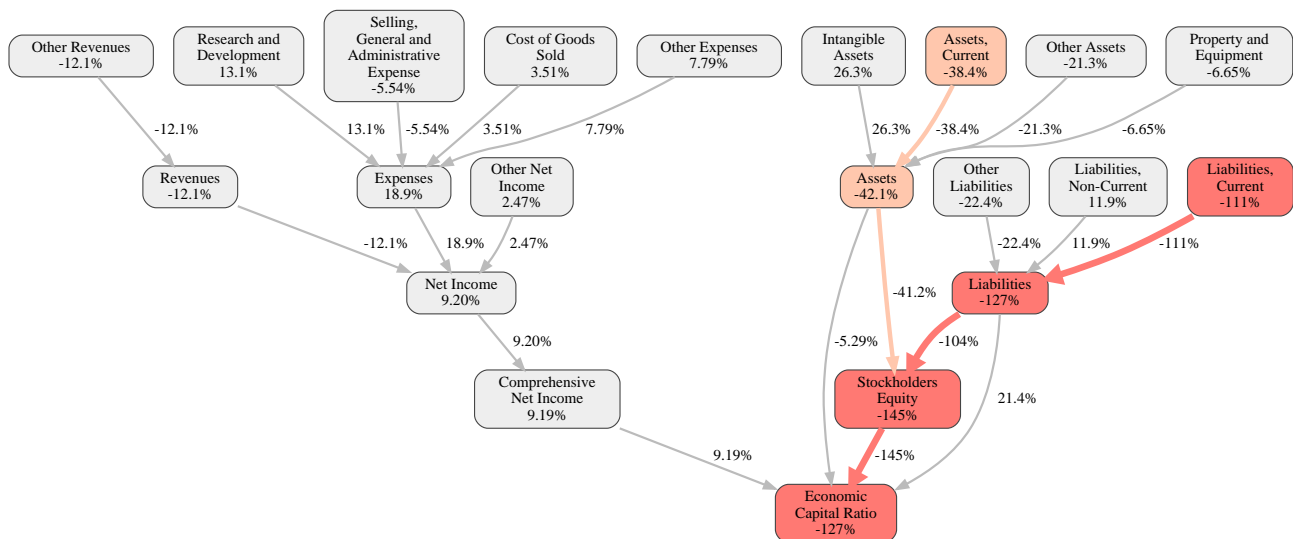 Other Revenues
-12.1%
Research and
Development
13.1%
Selling,
General and
Administrative
Expense
-5.54%
Cost of Goods
Sold
3.51%
Other Expenses
7.79%
Intangible
Assets
26.3%
Assets,
Current
-38.4%
Other Assets
-21.3%
Property and
Equipment
-6.65%
-12.1%
13.1%
-5.54%
3.51%
7.79%
26.3%
-38.4%
-21.3%
-6.65%
Revenues
-12.1%
Expenses
18.9%
Other Net
Income
2.47%
Assets
-42.1%
Other
Liabilities
-22.4%
Liabilities,
Non-Current
11.9%
Liabilities,
Current
-111%
-12.1%
18.9%
2.47%
-22.4%
11.9%
-111%
Net Income
9.20%
-41.2%
Liabilities
-127%
9.20%
-5.29%
-104%
Comprehensive
Net Income
9.19%
Stockholders
Equity
-145%
21.4%
9.19%
-145%
Economic
Capital Ratio
-127%